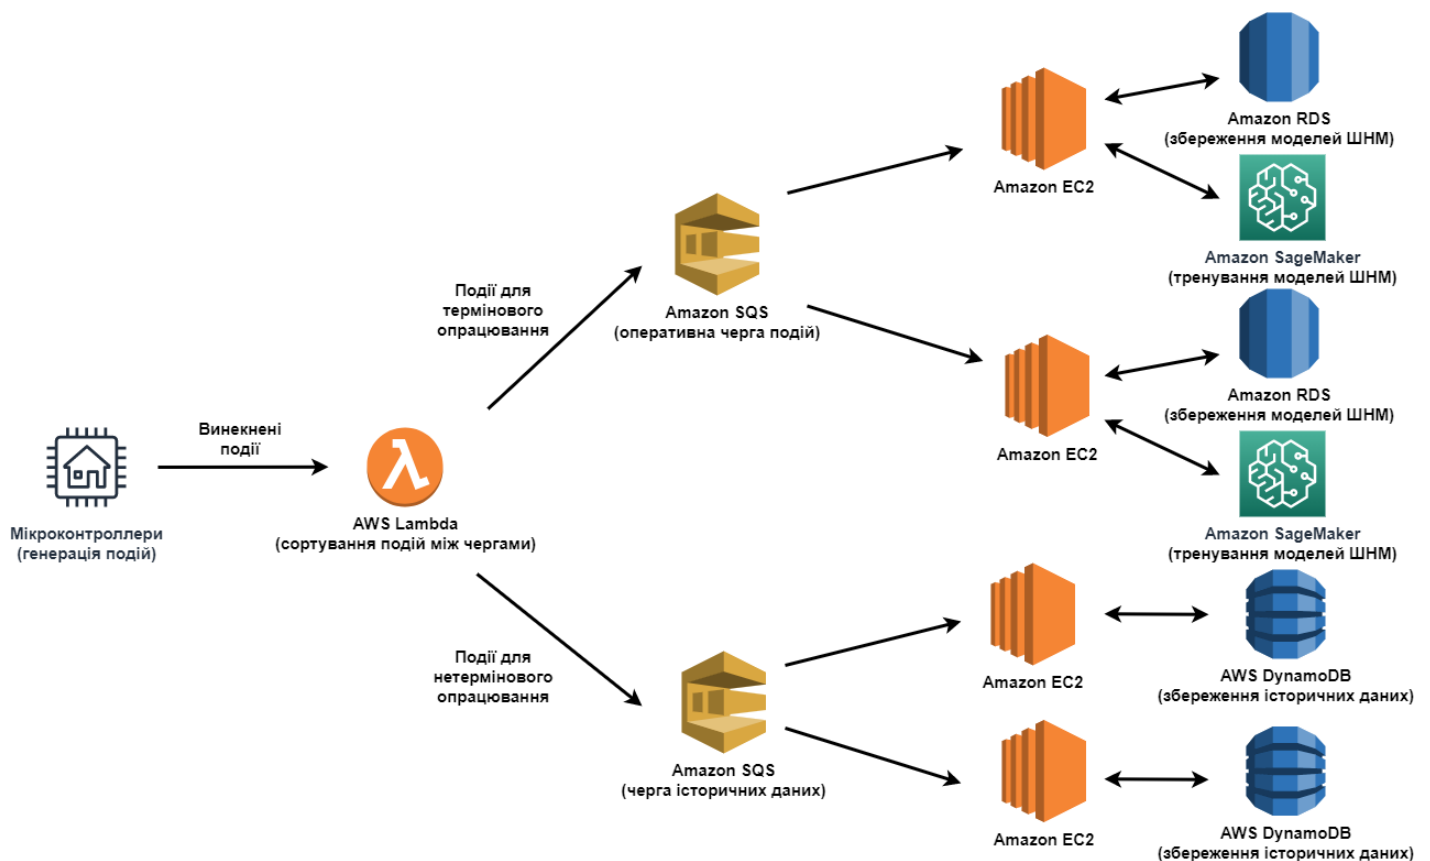 Amazon RDS
(збереження моделей ШНМ)
Amazon EC2
Amazon SageMaker
(тренування моделей ШНМ)
Події для
термінового
опрацювання
Amazon SQS
(оперативна черга подій)
Amazon RDS
(збереження моделей ШНМ)
Amazon EC2
Винекнені
події
Amazon SageMaker
(тренування моделей ШНМ)
Мікроконтроллери
(генерація подій)
AWS Lambda
(сортування подій між чергами)
Події для
нетермінового
опрацювання
Amazon EC2
AWS DynamoDB
(збереження історичних даних)
Amazon SQS
(черга історичних даних)
Amazon EC2
AWS DynamoDB
(збереження історичних даних)